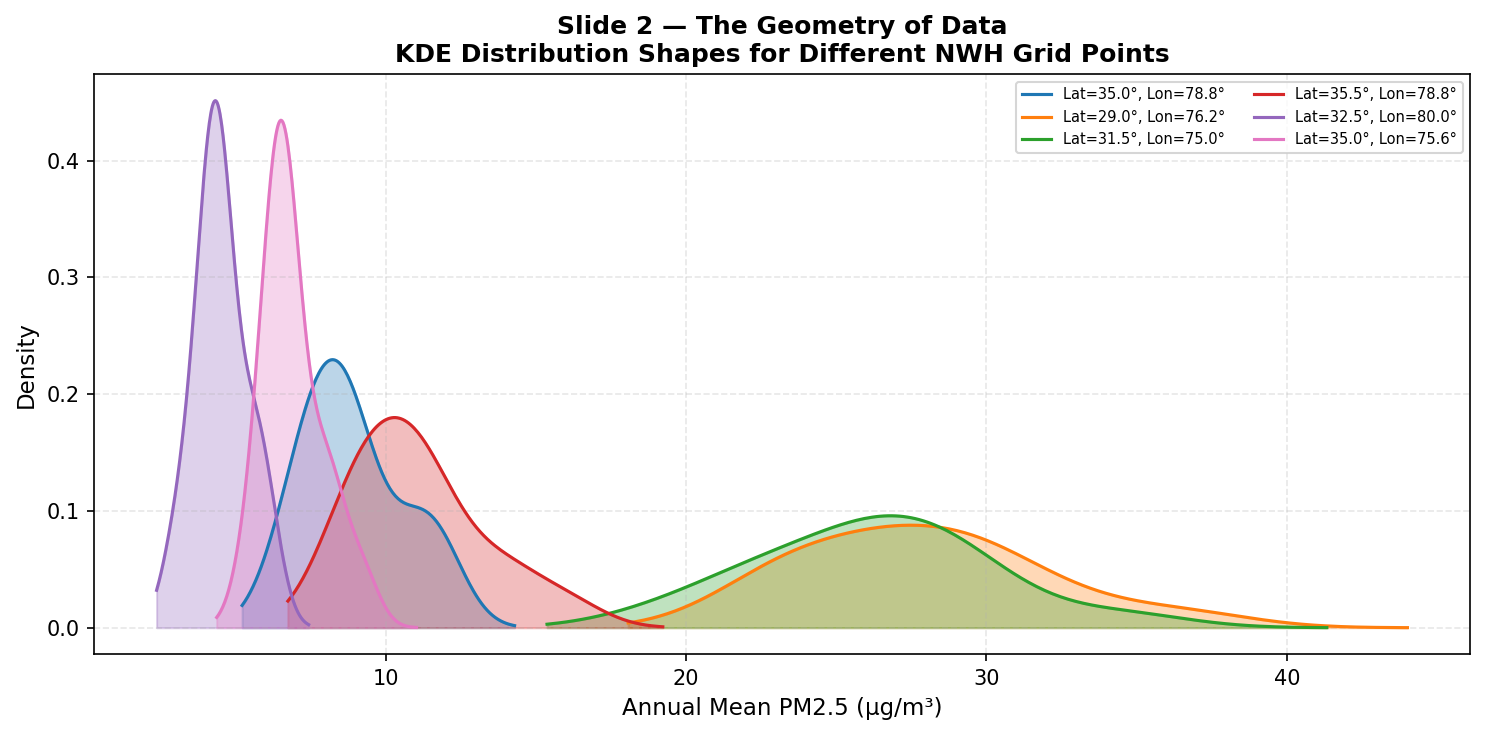 Slide 2 — The Geometry of Data
KDE Distribution Shapes for Different NWH Grid Points
Lat=35.0°, Lon=78.8°
Lat=29.0°, Lon=76.2°
Lat=31.5°, Lon=75.0°
Lat=35.5°, Lon=78.8°
Lat=32.5°, Lon=80.0°
Lat=35.0°, Lon=75.6°
Density
0.4
0.3
0.2
0.1
0.0
10 20 30 40
Annual Mean PM2.5 (µg/m³)